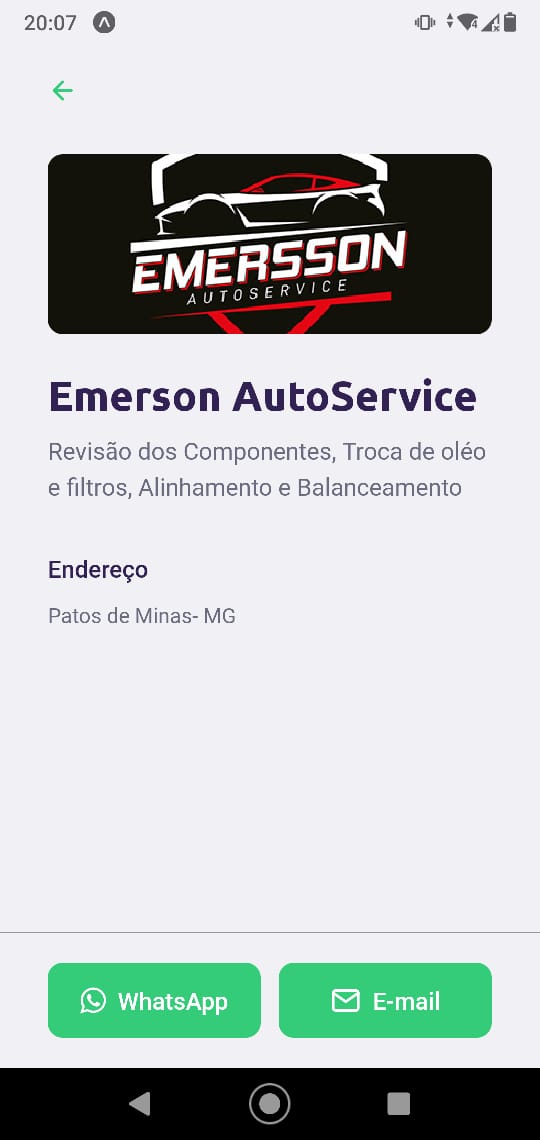 20:07
EMERSSON
AUTOSERVICE
Emerson AutoService
Revisão dos Componentes, Troca de oléo
e filtros, Alinhamento e Balanceamento
Endereço
Patos de Minas- MG
WhatsApp
E-mail